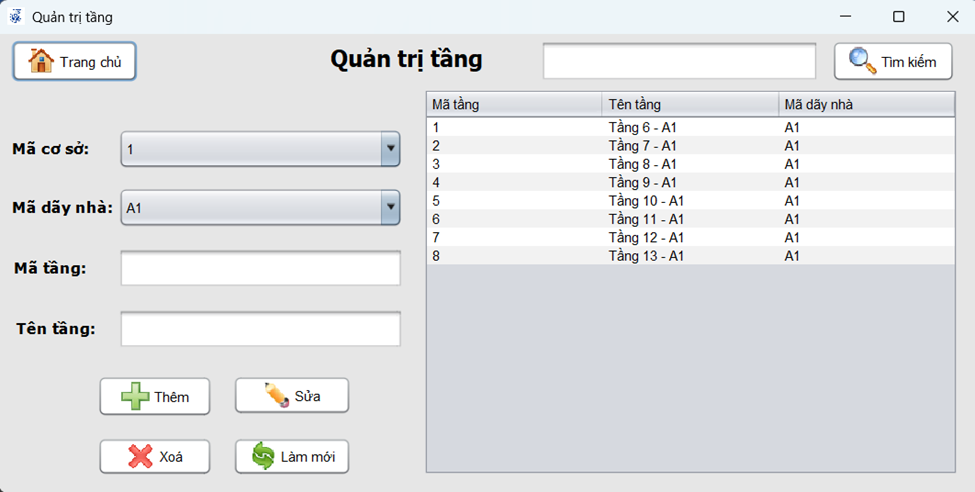 Quản trị tầng
Trang chủ
Quản trị tầng
Tìm kiếm
Mã cơ sở: 1
Mã dãy nhà: A1
Mã tầng:
Tên tầng:
Thêm
Sửa
Xoá
Làm mới
Mã tầng Tên tầng Mã dãy nhà
1 Tầng 6 - A1 A1
2 Tầng 7 - A1 A1
3 Tầng 8 - A1 A1
4 Tầng 9 - A1 A1
5 Tầng 10 - A1 A1
6 Tầng 11 - A1 A1
7 Tầng 12 - A1 A1
8 Tầng 13 - A1 A1